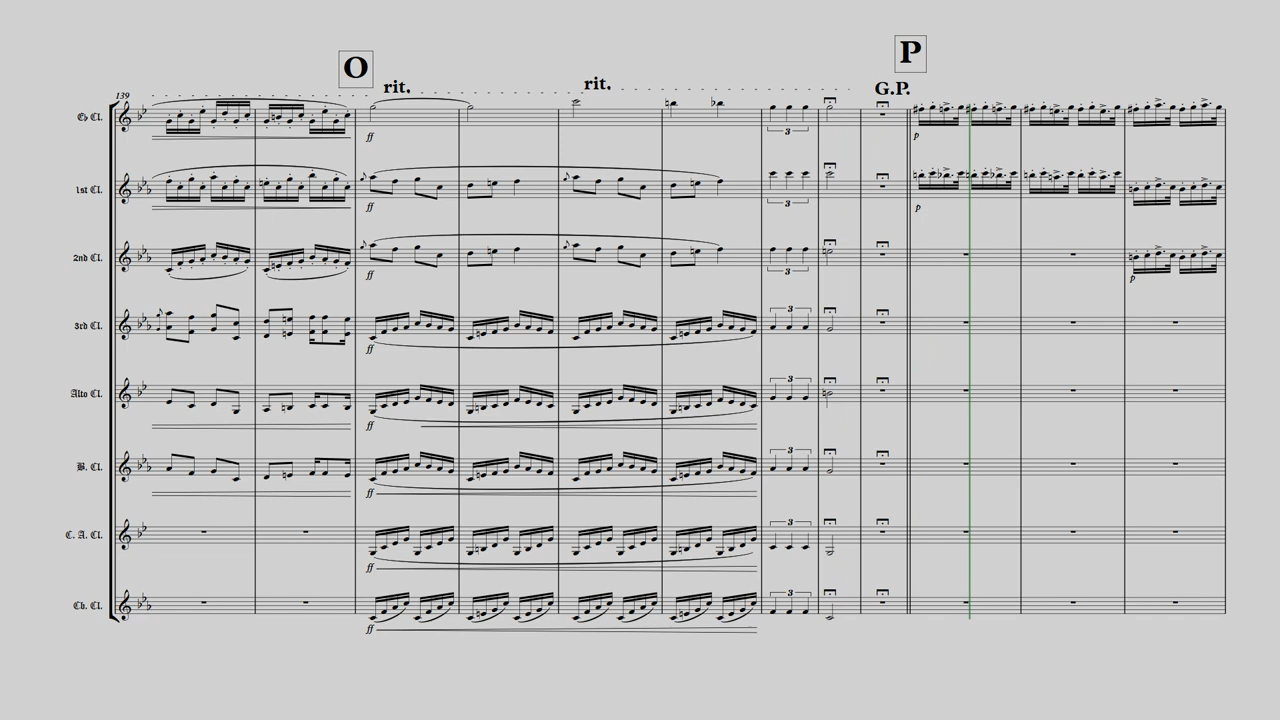 P
O
G.P.
rit.
rit.
139
G♭ Cl.
ff
3
p
1st Cl.
ff
3
p
2nd Cl.
ff
3
p
3rd Cl.
ff
3
Alto Cl.
ff
3
B. Cl.
ff
3
C. A. Cl.
ff
3
Cb. Cl.
ff
3